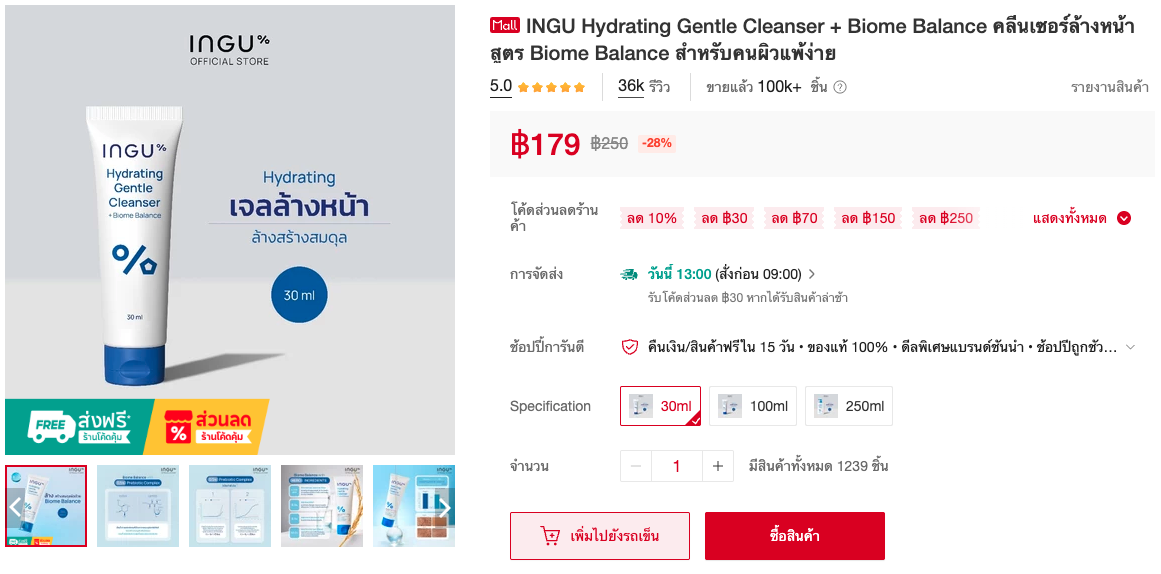 INGU%
OFFICIAL STORE
INGU%
Hydrating
Gentle
Cleanser
+ Biome Balance
%
30 ml
Hydrating
เจลล้างหน้า
ล้างสร้างสมดุล
30 ml
FREE ส่งฟรี*
ร้านโค้ดคุ้ม
% ส่วนลด
ร้านโค้ดคุ้ม
Mall INGU Hydrating Gentle Cleanser + Biome Balance คลีนเซอร์ล้างหน้า
สูตร Biome Balance สำหรับคนผิวแพ้ง่าย
5.0 36k รีวิว ขายแล้ว 100k+ ชิ้น ? รายงานสินค้า
฿179 ฿250 -28%
โค้ดส่วนลดร้าน
ค้า
ลด 10% ลด ฿30 ลด ฿70 ลด ฿150 ลด ฿250 แสดงทั้งหมด
การจัดส่ง วันนี้ 13:00 (สั่งก่อน 09:00)
รับโค้ดส่วนลด ฿30 หากได้รับสินค้าล่าช้า
ช้อปปี้การันตี คืนเงิน/สินค้าฟรีใน 15 วัน • ของแท้ 100% • ดีลพิเศษแบรนด์ชั้นนำ • ช้อปปี้ถูกชัว...
Specification 30ml 100ml 250ml
จำนวน − 1 + มีสินค้าทั้งหมด 1239 ชิ้น
เพิ่มไปยังรถเข็น ซื้อสินค้า
INGU%
Biome Balance
INGU%
Prebiotic Complex
INGU%
Prebiotic Complex
INGU%
INGREDIENTS
INGU%